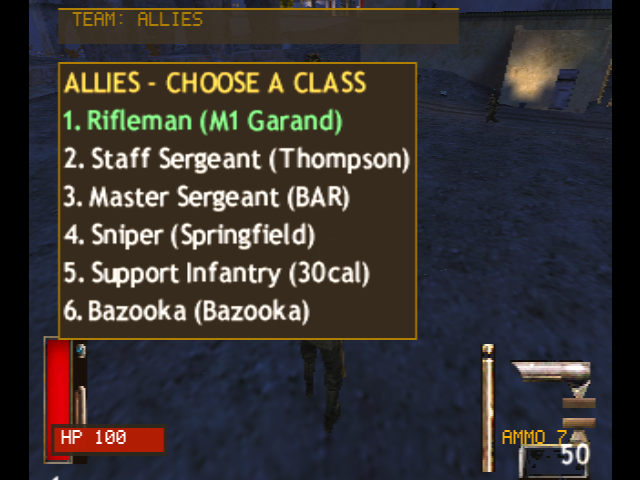 TEAM: ALLIES
ALLIES - CHOOSE A CLASS
1. Rifleman (M1 Garand)
2. Staff Sergeant (Thompson)
3. Master Sergeant (BAR)
4. Sniper (Springfield)
5. Support Infantry (30cal)
6. Bazooka (Bazooka)
HP 100
AMMO 7
50